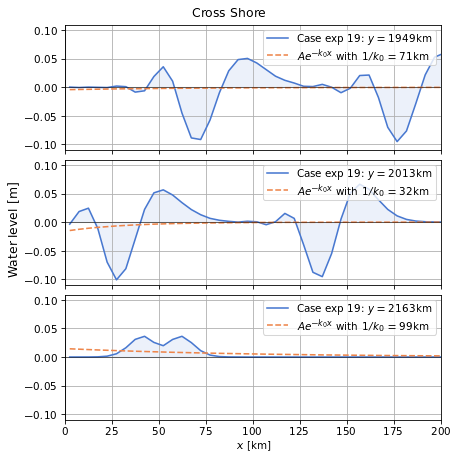 Cross Shore
0.10
0.05
0.00
−0.05
−0.10
Case exp 19: y = 1949km
Ae^{−k₀x} with 1/k₀ = 71km
Water level [m]
0.10
0.05
0.00
−0.05
−0.10
Case exp 19: y = 2013km
Ae^{−k₀x} with 1/k₀ = 32km
0.10
0.05
0.00
−0.05
−0.10
Case exp 19: y = 2163km
Ae^{−k₀x} with 1/k₀ = 99km
0 25 50 75 100 125 150 175 200
x [km]